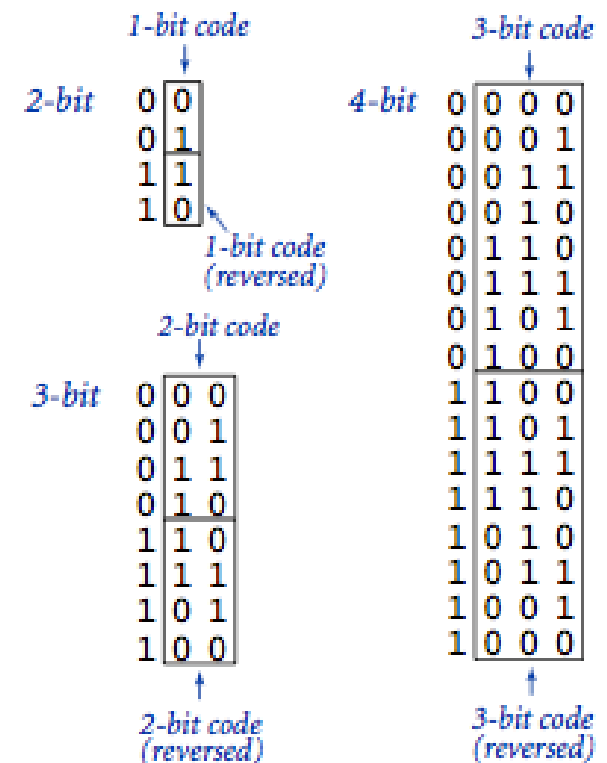 1-bit code
2-bit 0 0
0 1
1 1
1 0
1-bit code
(reversed)
2-bit code
3-bit 0 0 0
0 0 1
0 1 1
0 1 0
1 1 0
1 1 1
1 0 1
1 0 0
2-bit code
(reversed)
3-bit code
4-bit 0 0 0 0
0 0 0 1
0 0 1 1
0 0 1 0
0 1 1 0
0 1 1 1
0 1 0 1
0 1 0 0
1 1 0 0
1 1 0 1
1 1 1 1
1 1 1 0
1 0 1 0
1 0 1 1
1 0 0 1
1 0 0 0
3-bit code
(reversed)